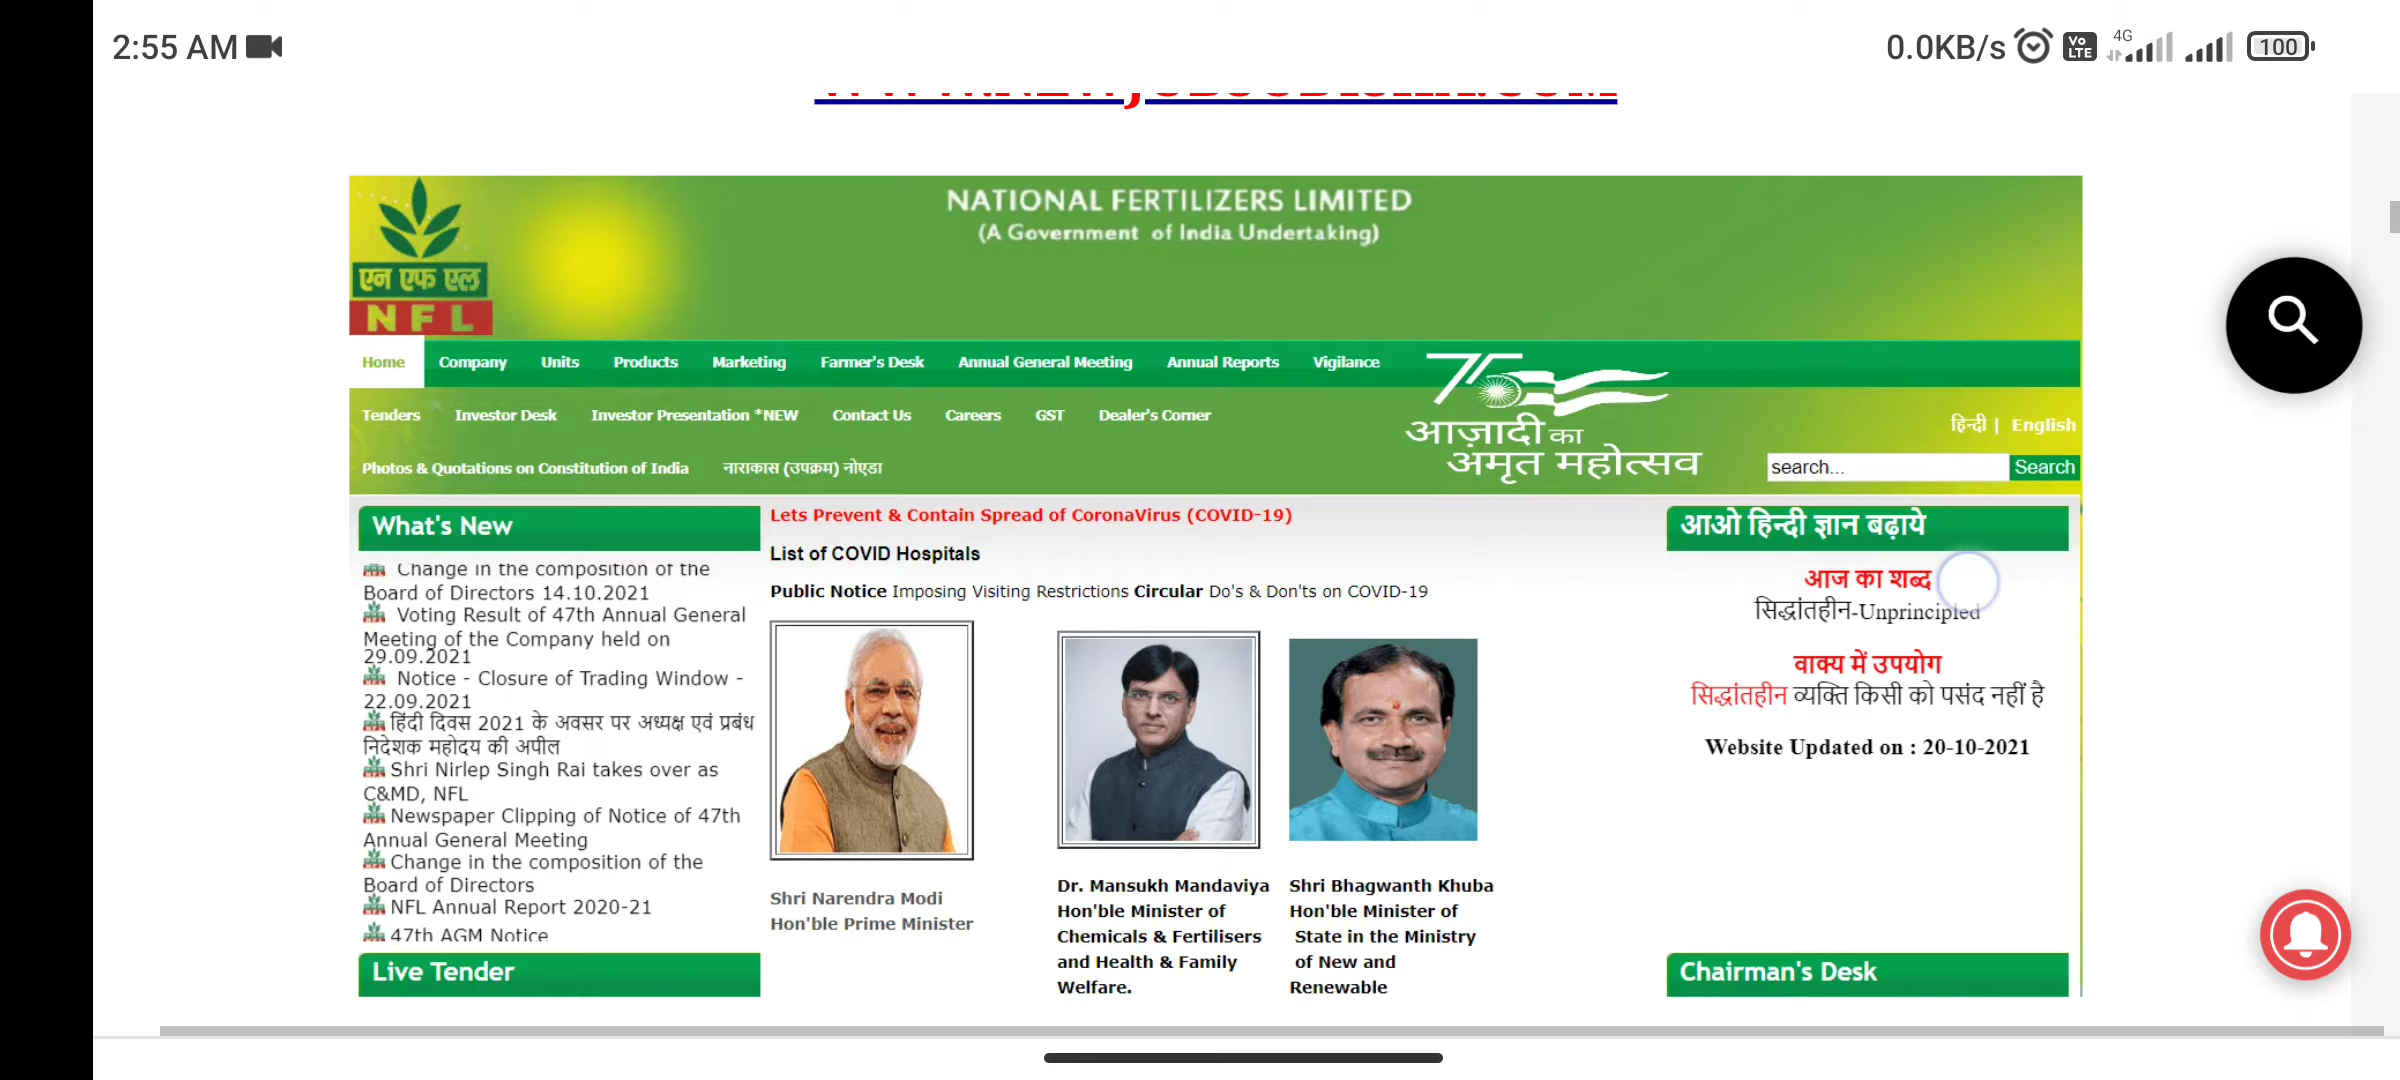 2:55 AM
0.0KB/s
Vo LTE
4G
100
NATIONAL FERTILIZERS LIMITED
(A Government of India Undertaking)
एन एफ एल
NFL
Home Company Units Products Marketing Farmer's Desk Annual General Meeting Annual Reports Vigilance
Tenders Investor Desk Investor Presentation *NEW Contact Us Careers GST Dealer's Corner
Photos & Quotations on Constitution of India नाराकास (उपक्रम) नोएडा
75
आज़ादी का
अमृत महोत्सव
हिन्दी | English
search... Search
What's New
Change in the composition of the
Board of Directors 14.10.2021
Voting Result of 47th Annual General
Meeting of the Company held on
29.09.2021
Notice - Closure of Trading Window -
22.09.2021
हिंदी दिवस 2021 के अवसर पर अध्यक्ष एवं प्रबंध
निदेशक महोदय की अपील
Shri Nirlep Singh Rai takes over as
C&MD, NFL
Newspaper Clipping of Notice of 47th
Annual General Meeting
Change in the composition of the
Board of Directors
NFL Annual Report 2020-21
47th AGM Notice
Live Tender
Lets Prevent & Contain Spread of CoronaVirus (COVID-19)
List of COVID Hospitals
Public Notice Imposing Visiting Restrictions Circular Do's & Don'ts on COVID-19
Shri Narendra Modi
Hon'ble Prime Minister
Dr. Mansukh Mandaviya
Hon'ble Minister of
Chemicals & Fertilisers
and Health & Family
Welfare.
Shri Bhagwanth Khuba
Hon'ble Minister of
State in the Ministry
of New and
Renewable
आओ हिन्दी ज्ञान बढ़ाये
आज का शब्द
सिद्धांतहीन-Unprincipled
वाक्य में उपयोग
सिद्धांतहीन व्यक्ति किसी को पसंद नहीं है
Website Updated on : 20-10-2021
Chairman's Desk